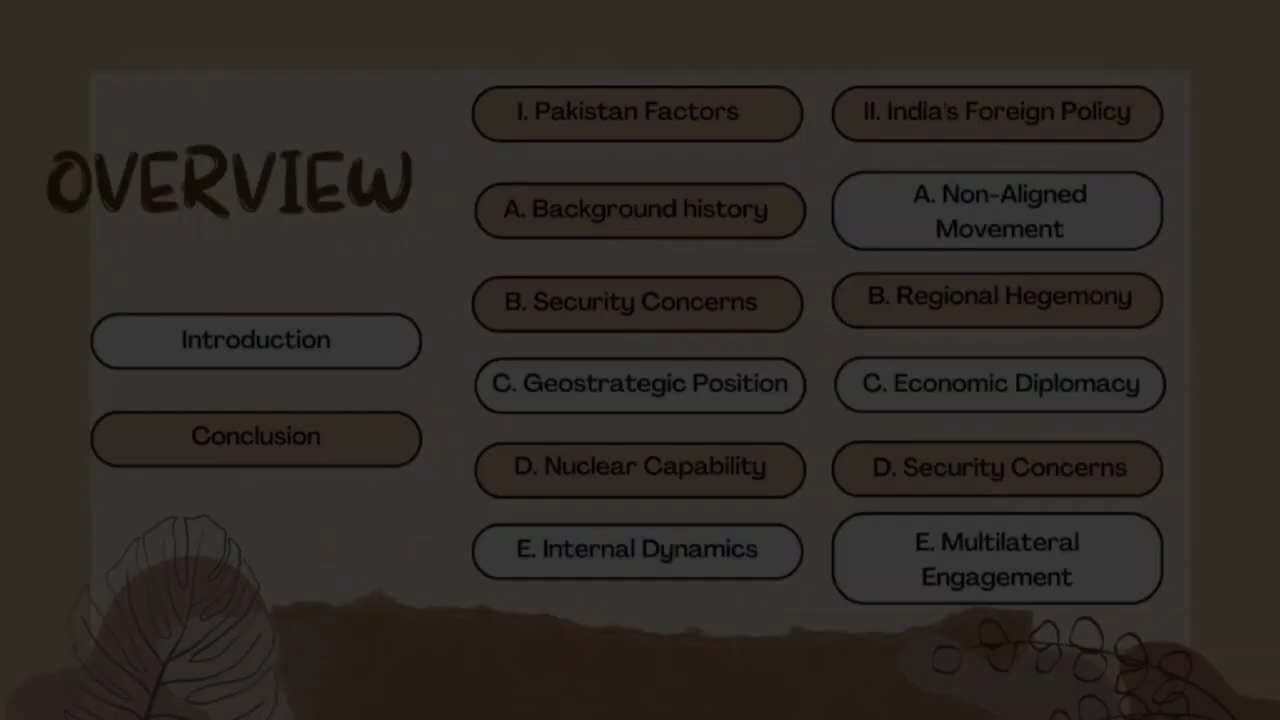 OVERVIEW
Introduction
Conclusion
I. Pakistan Factors
A. Background history
B. Security Concerns
C. Geostrategic Position
D. Nuclear Capability
E. Internal Dynamics
II. India's Foreign Policy
A. Non-Aligned
Movement
B. Regional Hegemony
C. Economic Diplomacy
D. Security Concerns
E. Multilateral
Engagement